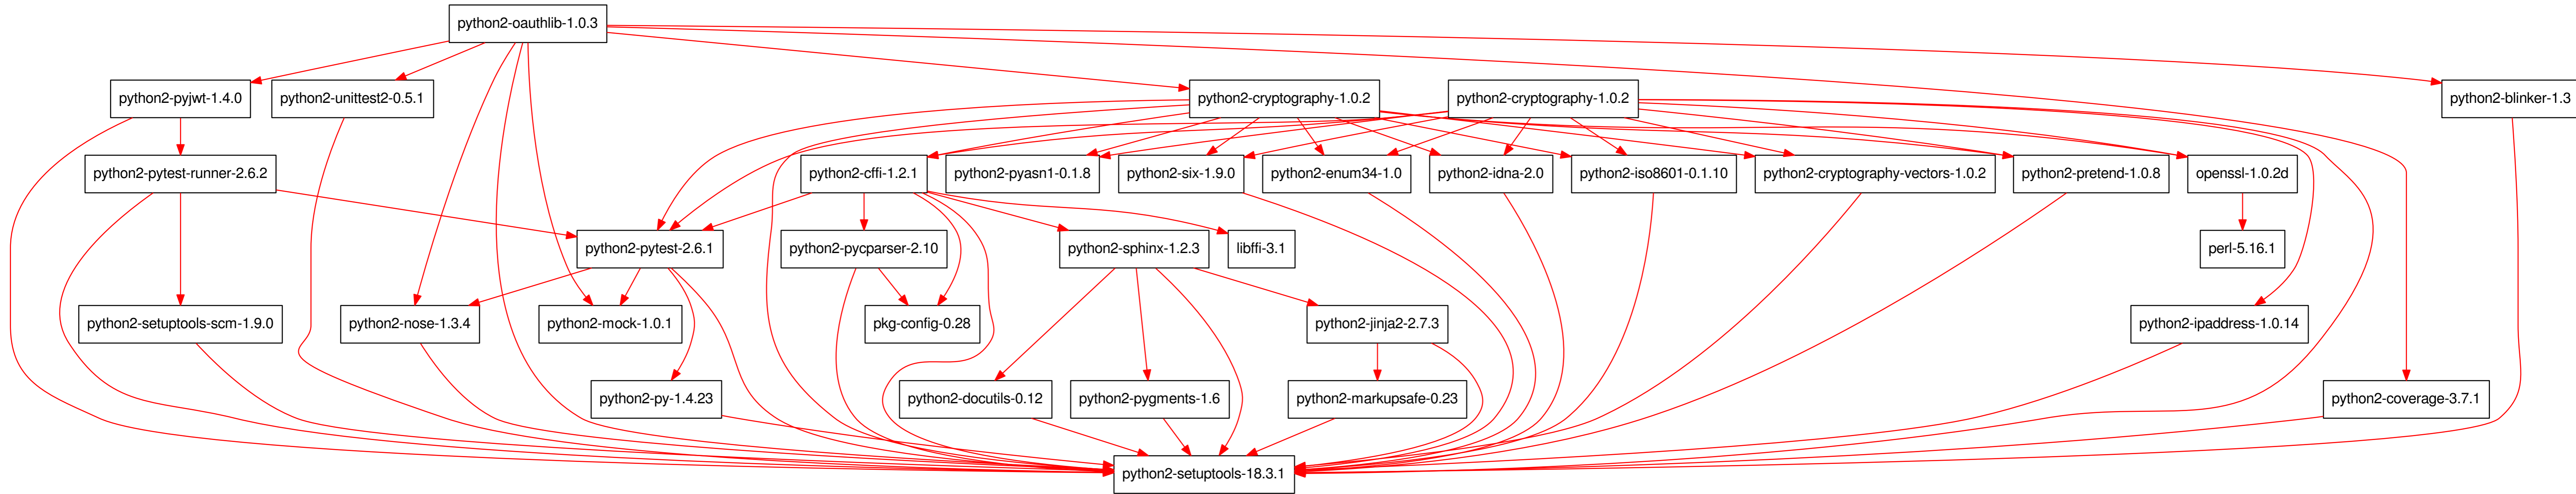 python2-oauthlib-1.0.3
python2-pyjwt-1.4.0
python2-unittest2-0.5.1
python2-cryptography-1.0.2
python2-cryptography-1.0.2
python2-blinker-1.3
python2-pytest-runner-2.6.2
python2-cffi-1.2.1
python2-pyasn1-0.1.8
python2-six-1.9.0
python2-enum34-1.0
python2-idna-2.0
python2-iso8601-0.1.10
python2-cryptography-vectors-1.0.2
python2-pretend-1.0.8
openssl-1.0.2d
python2-pytest-2.6.1
python2-pycparser-2.10
python2-sphinx-1.2.3
libffi-3.1
perl-5.16.1
python2-setuptools-scm-1.9.0
python2-nose-1.3.4
python2-mock-1.0.1
pkg-config-0.28
python2-jinja2-2.7.3
python2-ipaddress-1.0.14
python2-py-1.4.23
python2-docutils-0.12
python2-pygments-1.6
python2-markupsafe-0.23
python2-coverage-3.7.1
python2-setuptools-18.3.1